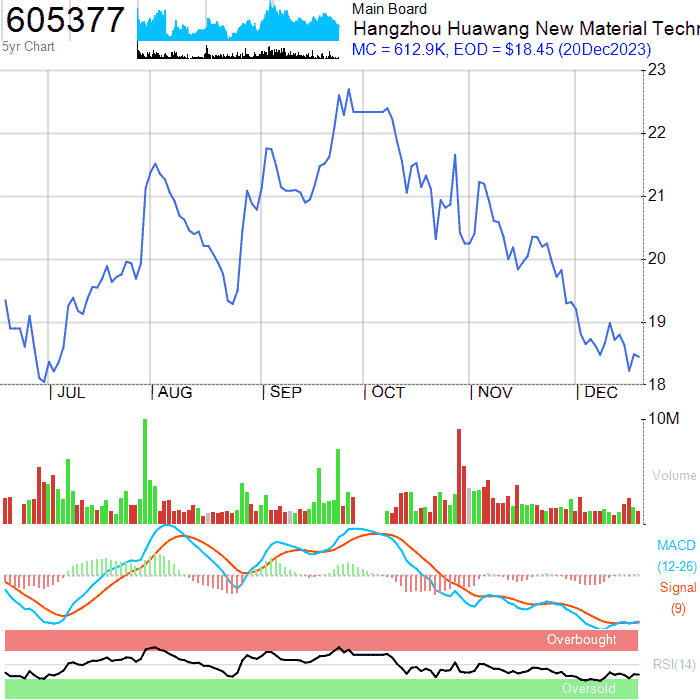 605377
5yr Chart
Main Board
Hangzhou Huawang New Material Techn
MC = 612.9K, EOD = $18.45 (20Dec2023)
23
22
21
20
19
18
JUL AUG SEP OCT NOV DEC
10M
Volume
MACD
(12-26)
Signal
(9)
Overbought
RSI(14)
Oversold